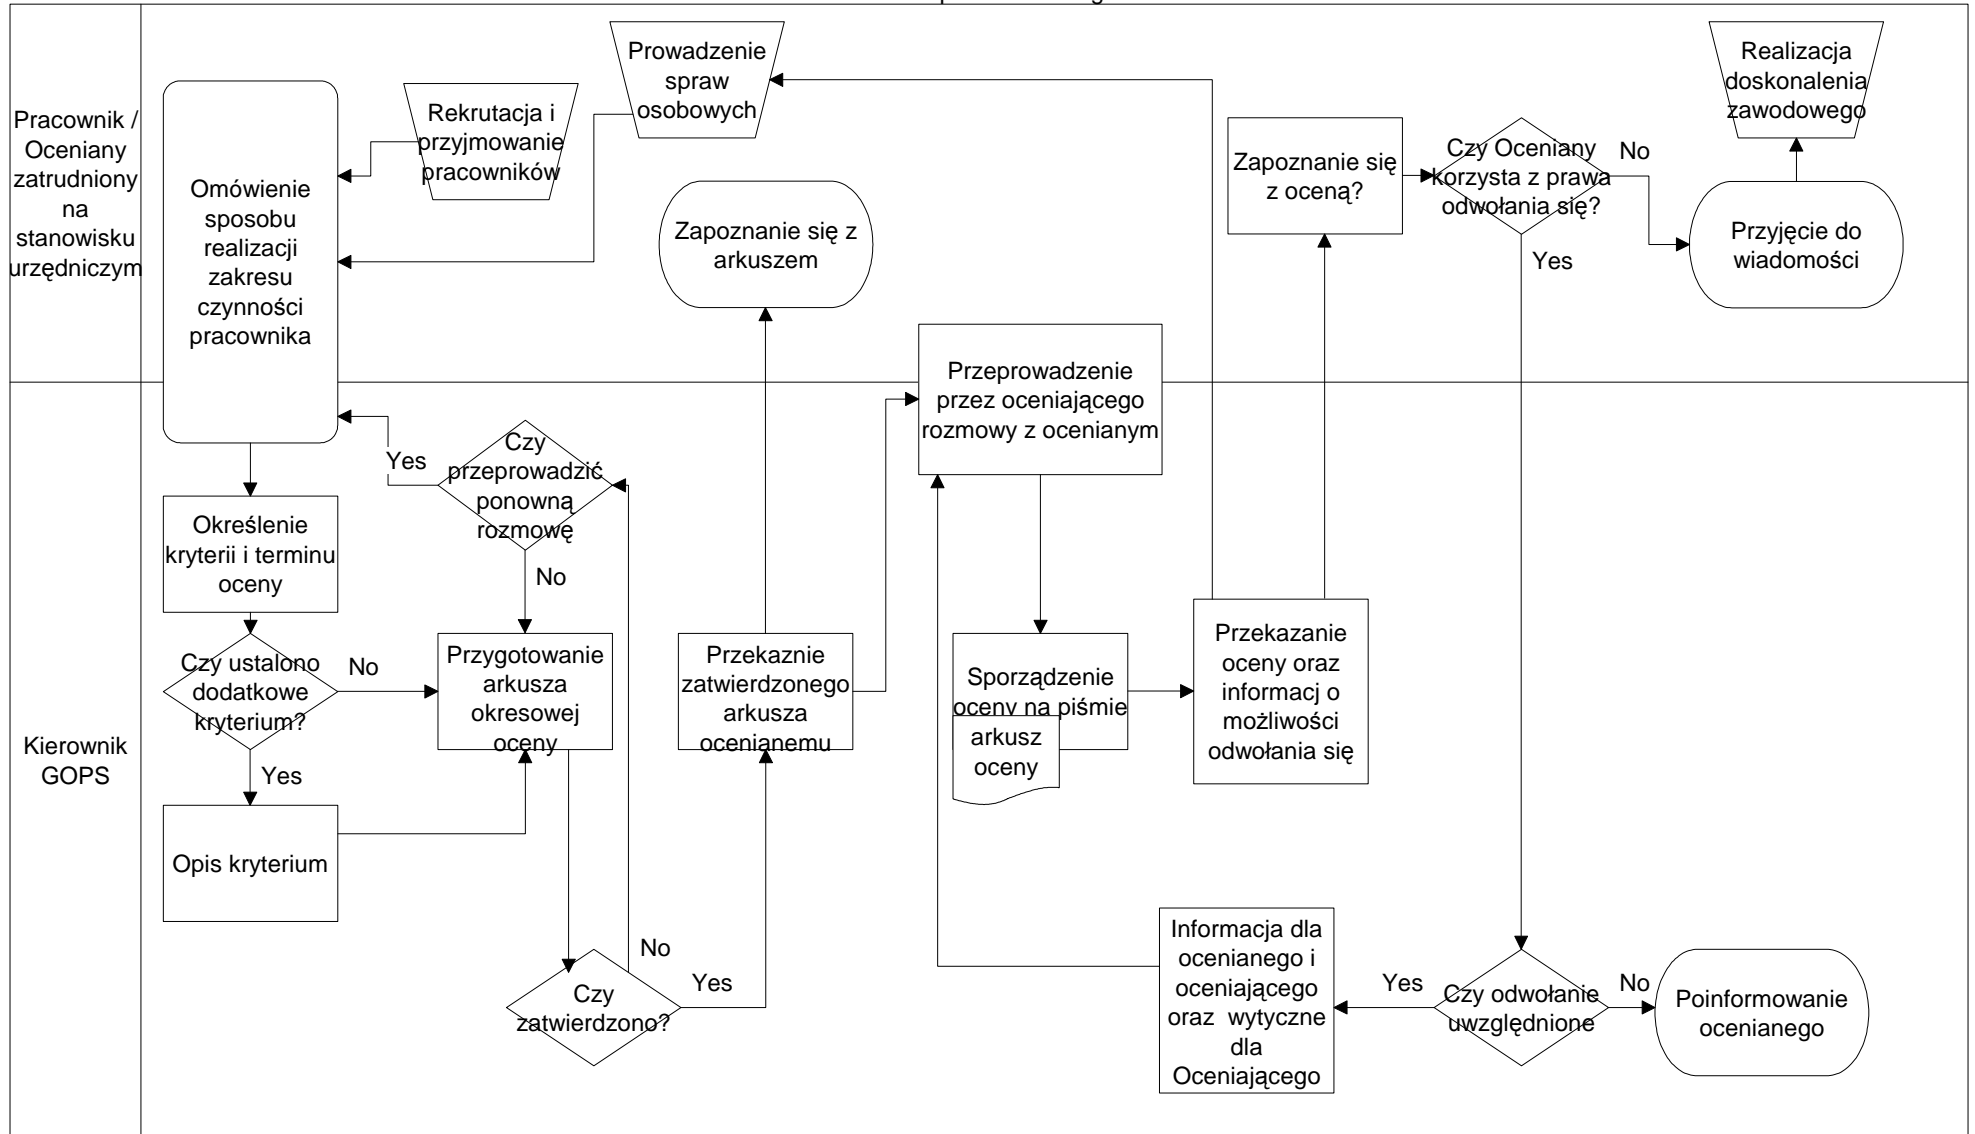 Pracownik /
Oceniany
zatrudniony
na
stanowisku
urzędniczym
Omówienie
sposobu
realizacji
zakresu
czynności
pracownika
Rekrutacja i
przyjmowanie
pracowników
Prowadzenie
spraw
osobowych
Zapoznanie się z
arkuszem
Zapoznanie się
z oceną?
Czy Oceniany
korzysta z prawa
odwołania się?
No
Yes
Realizacja
doskonalenia
zawodowego
Przyjęcie do
wiadomości
Przeprowadzenie
przez oceniającego
rozmowy z ocenianym
Kierownik
GOPS
Czy
przeprowadzić
ponowną
rozmowę
Yes
No
Określenie
kryterii i terminu
oceny
Czy ustalono
dodatkowe
kryterium?
No
Yes
Opis kryterium
Przygotowanie
arkusza
okresowej
oceny
Czy
zatwierdzono?
No
Yes
Przekaznie
zatwierdzonego
arkusza
ocenianemu
Sporządzenie
oceny na piśmie
arkusz
oceny
Przekazanie
oceny oraz
informacj o
możliwości
odwołania się
Informacja dla
ocenianego i
oceniającego
oraz wytyczne
dla
Oceniającego
Yes
Czy odwołanie
uwzględnione
No
Poinformowanie
ocenianego